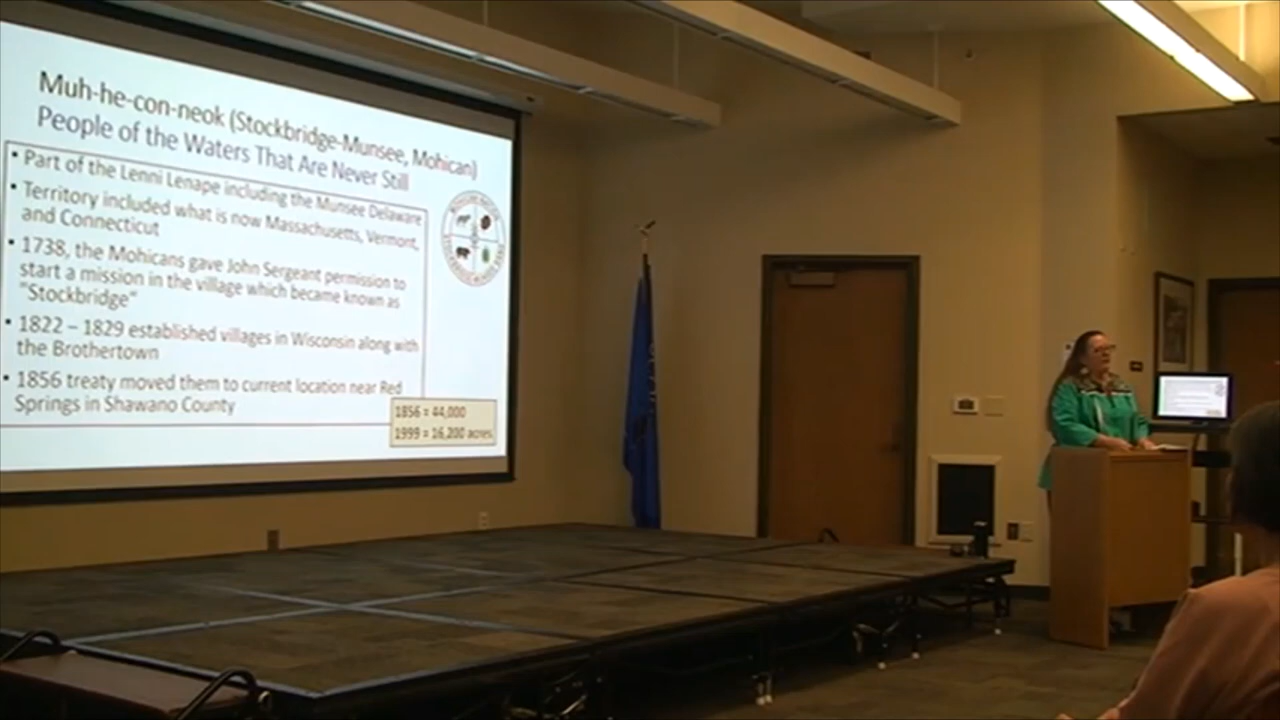 Muh-he-con-neok (Stockbridge-Munsee, Mohican)
People of the Waters That Are Never Still
• Part of the Lenni Lenape including the Munsee Delaware
• Territory included what is now Massachusetts, Vermont,
and Connecticut
• 1738, the Mohicans gave John Sergeant permission to
start a mission in the village which became known as
"Stockbridge"
• 1822 – 1829 established villages in Wisconsin along with
the Brothertown
• 1856 treaty moved them to current location near Red
Springs in Shawano County
1856 = 44,000
1999 = 16,200 acres